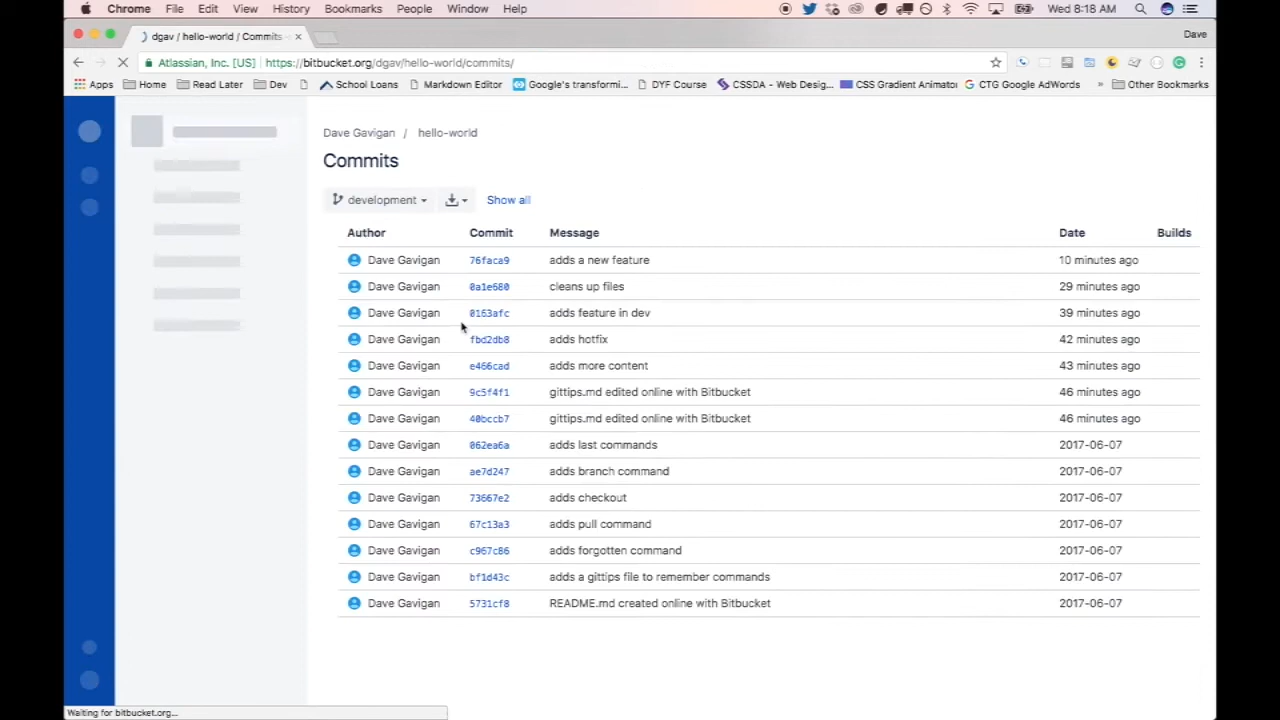 Chrome File Edit View History Bookmarks People Window Help Wed 8:18 AM
dgav / hello-world / Commits Dave
Atlassian, Inc. [US] https://bitbucket.org/dgav/hello-world/commits/
Apps Home Read Later Dev School Loans Markdown Editor Google's transformi... DYF Course CSSDA - Web Desig... CSS Gradient Animator CTG Google AdWords » Other Bookmarks
Dave Gavigan / hello-world
Commits
development Show all
Author Commit Message Date Builds
Dave Gavigan 76faca9 adds a new feature 10 minutes ago
Dave Gavigan 0a1e680 cleans up files 29 minutes ago
Dave Gavigan 0163afc adds feature in dev 39 minutes ago
Dave Gavigan fbd2db8 adds hotfix 42 minutes ago
Dave Gavigan e466cad adds more content 43 minutes ago
Dave Gavigan 9c5f4f1 gittips.md edited online with Bitbucket 46 minutes ago
Dave Gavigan 40bccb7 gittips.md edited online with Bitbucket 46 minutes ago
Dave Gavigan 062ea6a adds last commands 2017-06-07
Dave Gavigan ae7d247 adds branch command 2017-06-07
Dave Gavigan 73667e2 adds checkout 2017-06-07
Dave Gavigan 67c13a3 adds pull command 2017-06-07
Dave Gavigan c967c86 adds forgotten command 2017-06-07
Dave Gavigan bf1d43c adds a gittips file to remember commands 2017-06-07
Dave Gavigan 5731cf8 README.md created online with Bitbucket 2017-06-07
Waiting for bitbucket.org...